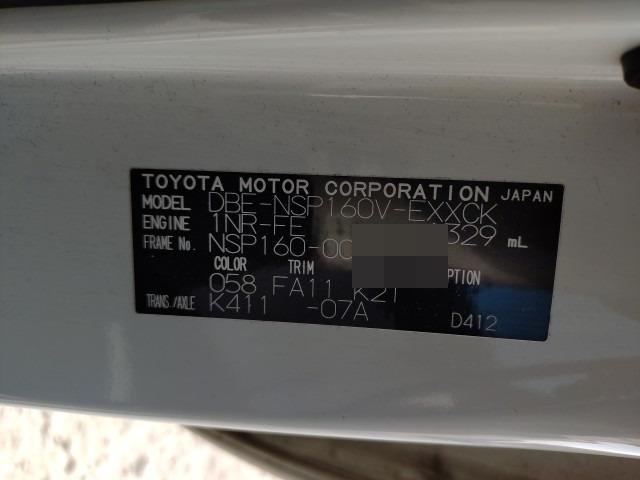 TOYOTA MOTOR CORPORATION JAPAN
MODEL DBE-NSP160V-EXXCK
ENGINE 1NR-FE 329 mL
FRAME No. NSP160-00
COLOR TRIM PTION
058 FA11 K21
TRANS./AXLE K411 -07A D412